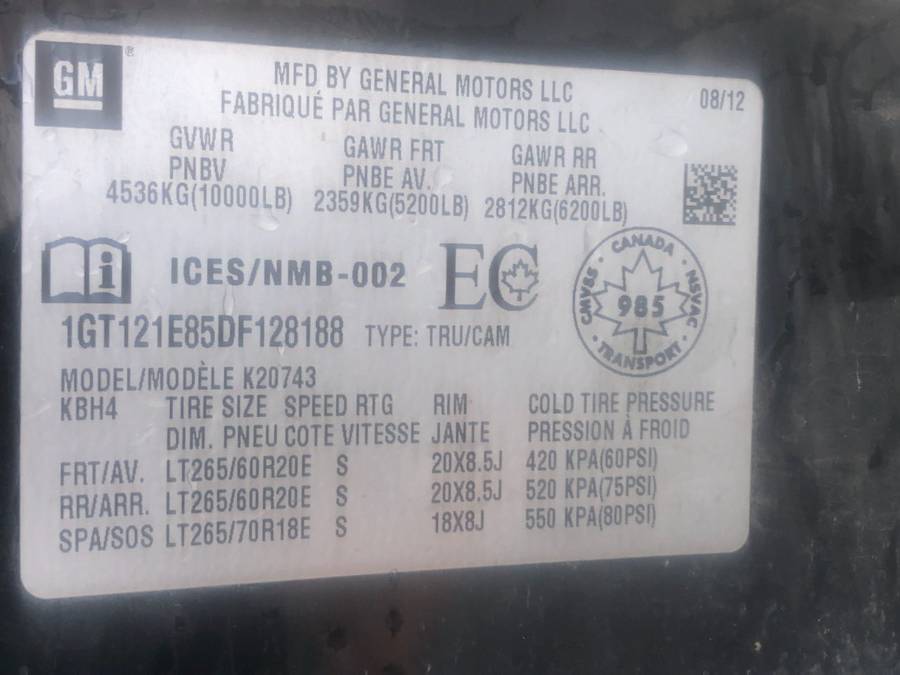 GM ®
MFD BY GENERAL MOTORS LLC 08/12
FABRIQUÉ PAR GENERAL MOTORS LLC
GVWR GAWR FRT GAWR RR
PNBV PNBE AV. PNBE ARR.
4536KG(10000LB) 2359KG(5200LB) 2812KG(6200LB)
i ICES/NMB-002 EC
CANADA
CMVSS 985 NSVAC
TRANSPORT
1GT121E85DF128188 TYPE: TRU/CAM
MODEL/MODÈLE K20743
KBH4 TIRE SIZE SPEED RTG RIM COLD TIRE PRESSURE
DIM. PNEU COTE VITESSE JANTE PRESSION À FROID
FRT/AV. LT265/60R20E S 20X8.5J 420 KPA(60PSI)
RR/ARR. LT265/60R20E S 20X8.5J 520 KPA(75PSI)
SPA/SOS LT265/70R18E S 18X8J 550 KPA(80PSI)